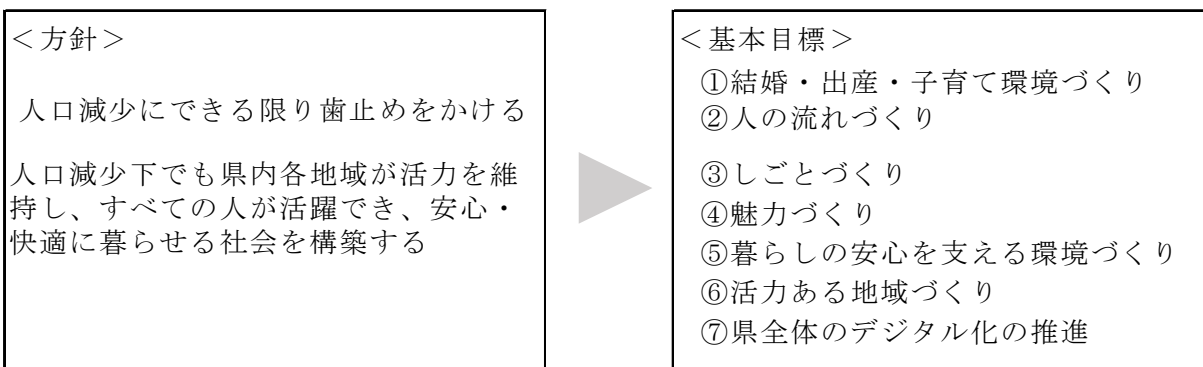 ＜方針＞
人口減少にできる限り歯止めをかける
人口減少下でも県内各地域が活力を維
持し、すべての人が活躍でき、安心・
快適に暮らせる社会を構築する
＜基本目標＞
①結婚・出産・子育て環境づくり
②人の流れづくり
③しごとづくり
④魅力づくり
⑤暮らしの安心を支える環境づくり
⑥活力ある地域づくり
⑦県全体のデジタル化の推進